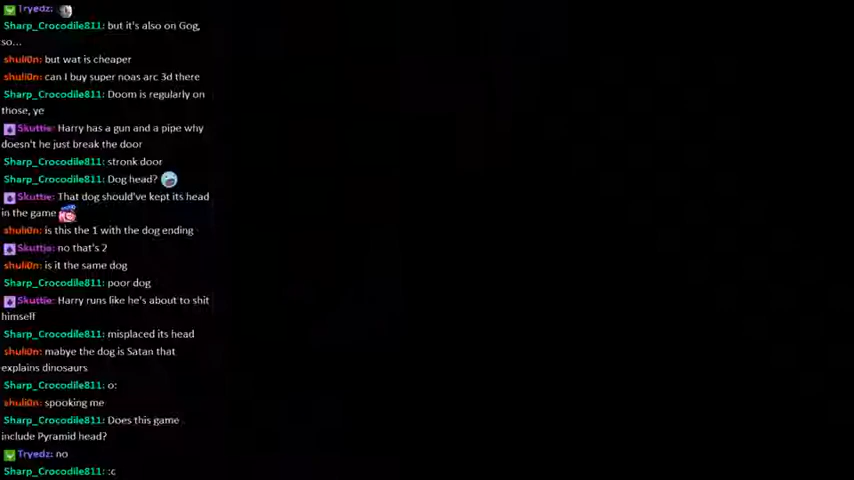 Tryedz:
Sharp_Crocodile811: but it's also on Gog,
so...
shuli0n: but wat is cheaper
shuli0n: can I buy super noas arc 3d there
Sharp_Crocodile811: Doom is regularly on
those, ye
Skuttie: Harry has a gun and a pipe why
doesn't he just break the door
Sharp_Crocodile811: stronk door
Sharp_Crocodile811: Dog head?
Skuttie: That dog should've kept its head
in the game
shuli0n: is this the 1 with the dog ending
Skuttie: no that's 2
shuli0n: is it the same dog
Sharp_Crocodile811: poor dog
Skuttie: Harry runs like he's about to shit
himself
Sharp_Crocodile811: misplaced its head
shuli0n: mabye the dog is Satan that
explains dinosaurs
Sharp_Crocodile811: o:
shuli0n: spooking me
Sharp_Crocodile811: Does this game
include Pyramid head?
Tryedz: no
Sharp_Crocodile811: :c